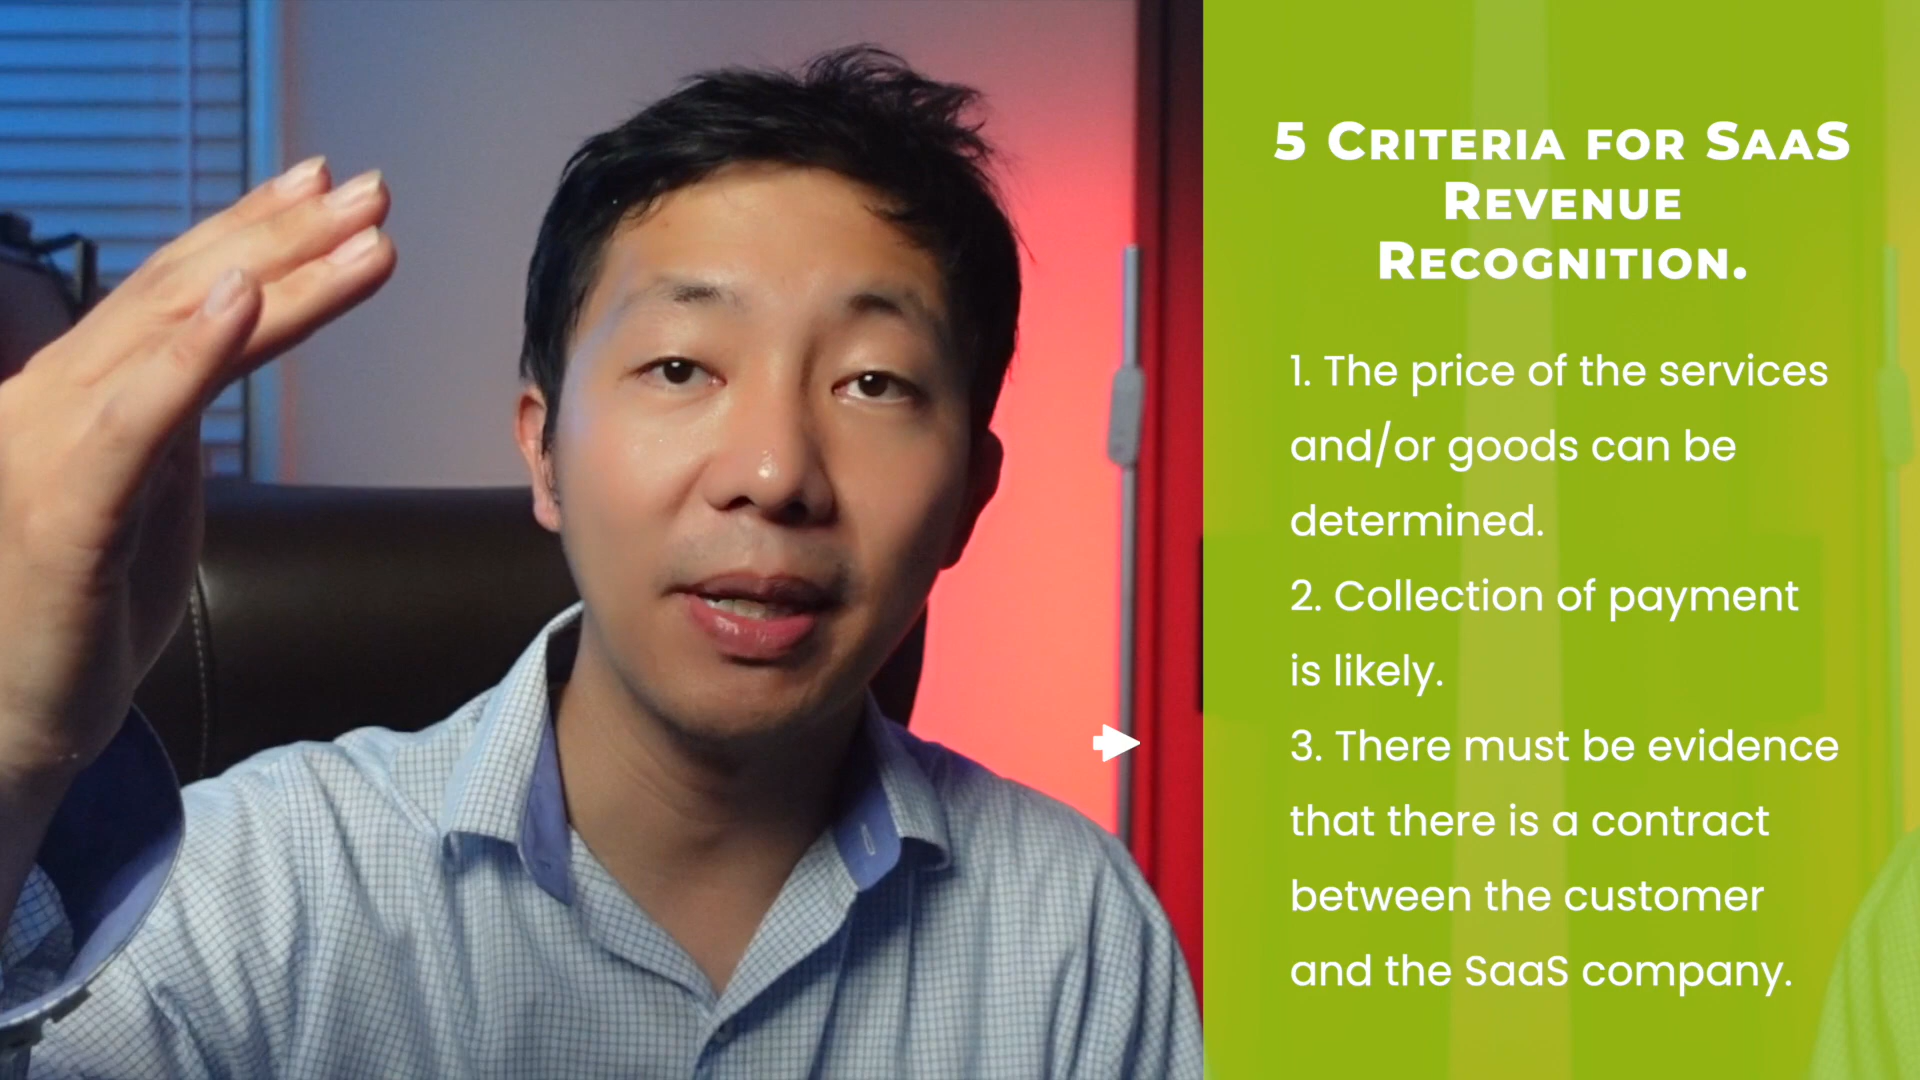 5 Criteria for SaaS
Revenue
Recognition.
1. The price of the services
and/or goods can be
determined.
2. Collection of payment
is likely.
3. There must be evidence
that there is a contract
between the customer
and the SaaS company.